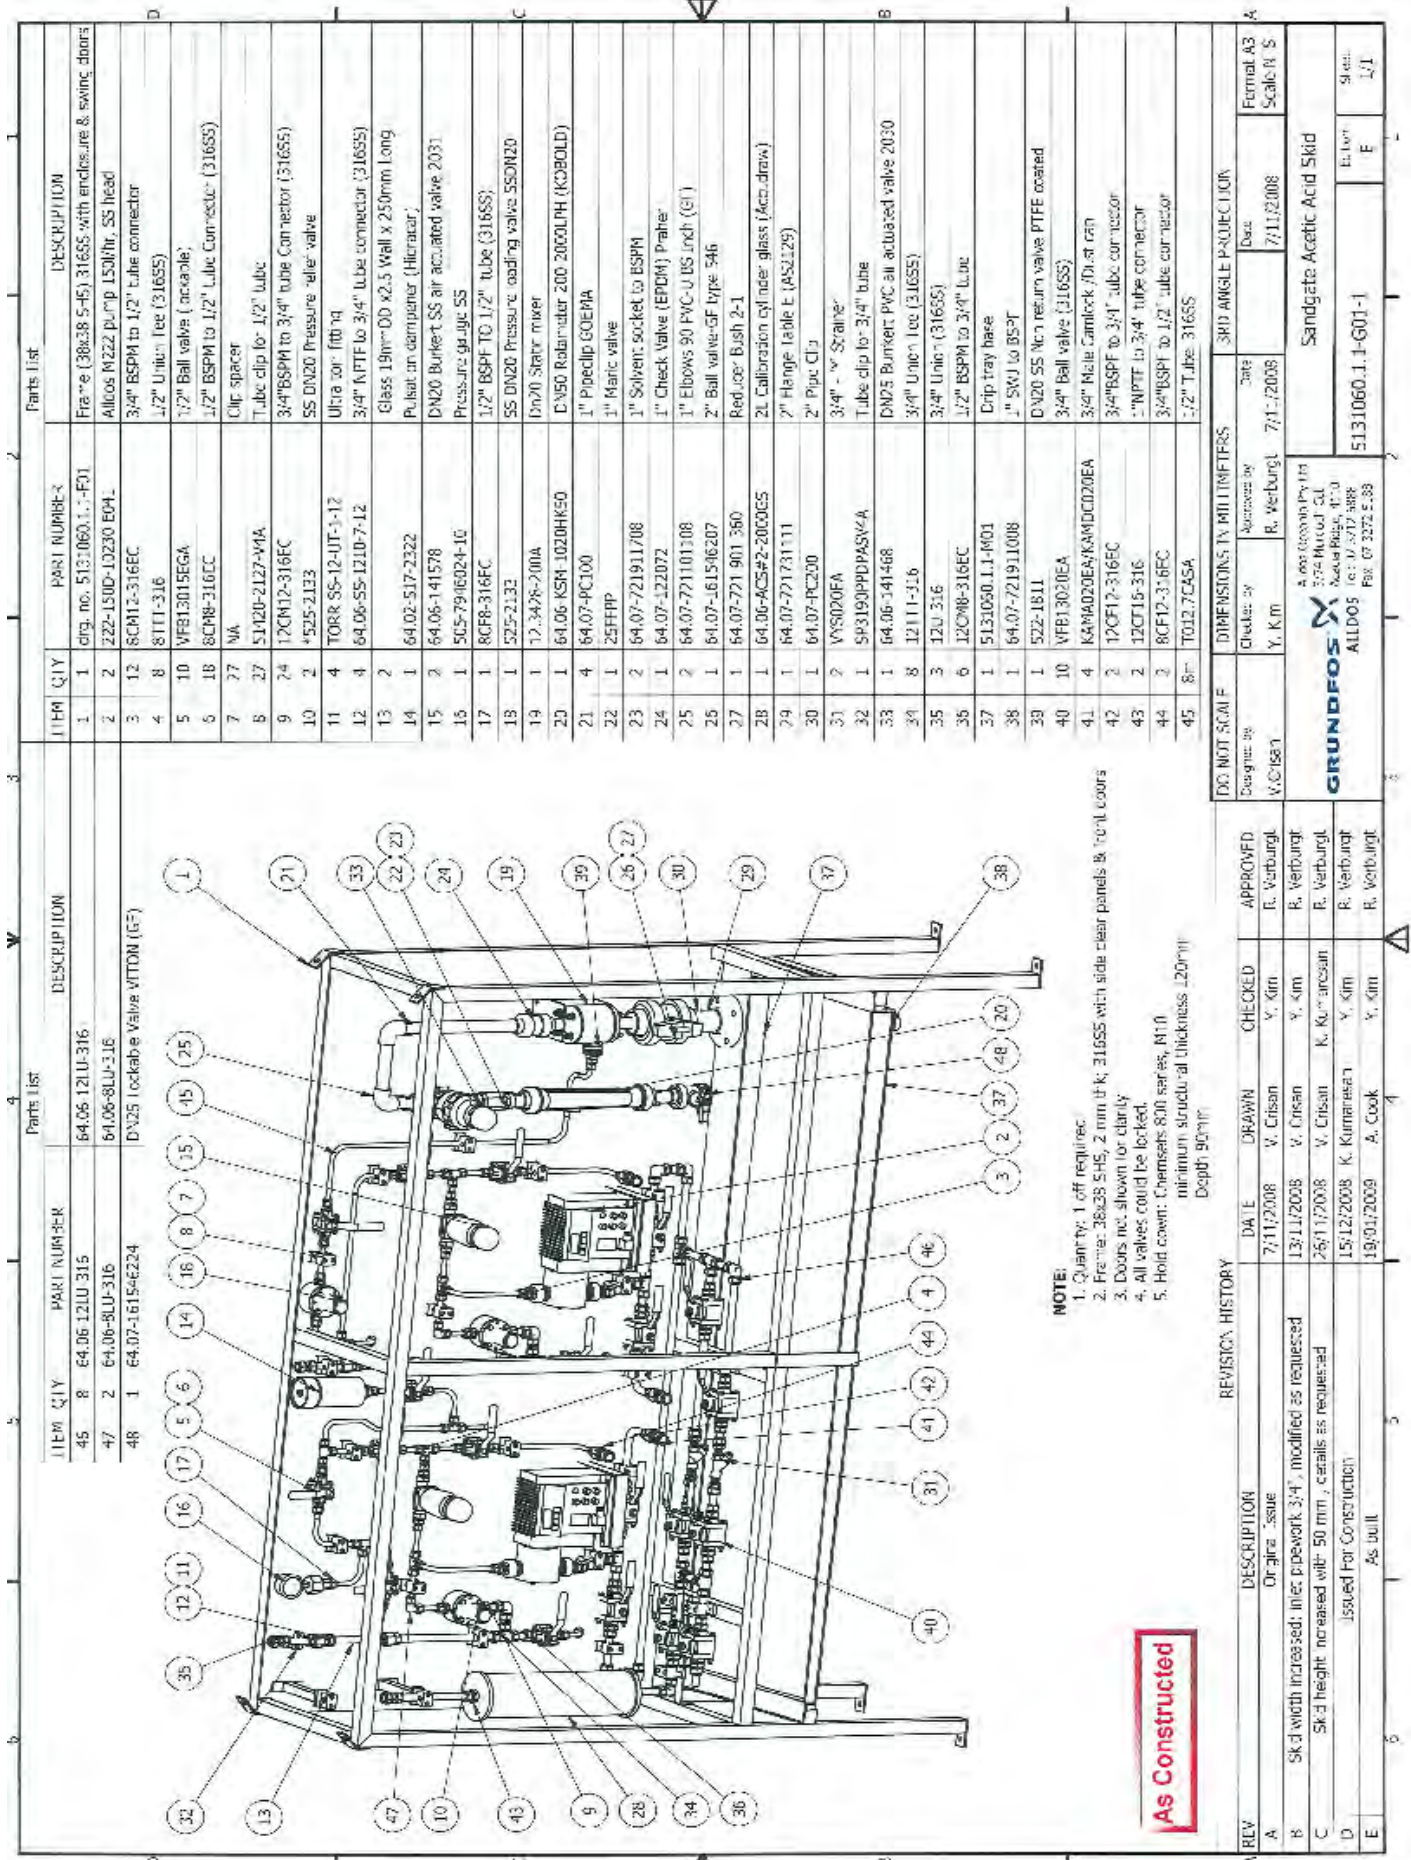 Parts List
ITEM QTY PART NUMBER DESCRIPTION
1 1 drg. no. 5131060.1.1-F01 Frame (38x38 SHS) 316SS with enclosure & swing doors
2 2 222-150D-10230 E041 Alldos M222 pump 150l/hr, SS head
3 12 8CM12-316EC 3/4" BSPM to 1/2" tube connector
4 8 8TTT-316 1/2" Union Tee (316SS)
5 10 VFB13015EGA 1/2" Ball valve (lockable)
6 18 8CM8-316EC 1/2" BSPM to 1/2" tube Connector (316SS)
7 27 NA Clip spacer
8 27 Tube clip for 1/2" tube
9 24 12CM12-316EC 3/4"BSPM to 3/4" tube Connector (316SS)
10 2 525-2133 SS DN20 Pressure relief valve
11 4 TORR SS-12-UT-1-12 Ultra torr fitting
12 4 64.06-SS-1210-7-12 3/4" NPTF to 3/4" tube connector (316SS)
13 2 Glass 19mmOD x2.5 Wall x 250mm Long
14 1 64.02-517-2322 Pulsation dampener (Hidracar)
15 2 64.06-141578 DN20 Burkert SS air actuated valve 2031
16 1 Pressure gauge SS
17 1 8CF8-316EC 1/2" BSPF TO 1/2" tube (316SS)
18 1 525-2133 SS DN20 Pressure loading valve SSDN20
19 1 12.3428-200A Dn20 Static mixer
20 1 64.06-KSM-1020HK50 DN50 Rotameter 200-2000LPH (KOBOLD)
21 4 64.07-PC100 1" Pipeclip GOEMA
22 1 25FFPP 1" Maric valve
23 2 64.07-721911708 1" Solvent socket to BSPM
24 1 64.07-122072 1" Check Valve (EPDM) Praher
25 2 64.07-721101108 1" Elbows 90 PVC-U BS Inch (GF)
26 1 64.07-161546207 2" Ball valve-GF type 546
27 1 64.07-721 901 360 Reducer Bush 2-1
28 1 64.06-ACS#2-2000GS 2L Calibration cylinder glass (Accudraw)
29 1 64.07-721731111 2" Flange Table E (AS2129)
30 1 64.07-PC200 2" Pipe Clip
31 2 VYS020EA 3/4" - "Y" Strainer
32 1 Tube clip for 3/4" tube
33 1 64.06-141468 DN25 Bunkert PVC air actuated valve 2030
34 8 12TTT-316 3/4" Union Tee (316SS)
35 3 12U-316 3/4" Union (316SS)
36 6 12CM8-316EC 1/2" BSPM to 3/4" tube
37 1 5131060.1.1-M01 Drip tray base
38 1 64.07-721911008 1" SWJ to BSPF
39 1 522-1611 DN20 SS Non return valve PTFE coated
40 10 VFB13020EA 3/4" Ball valve (316SS)
41 4 KAMA020EA/KAMDC020EA 3/4" Male Camlock /Dust cap
42 2 12CF12-316EC 3/4"BSPF to 3/4" tube connector
43 2 12CF16-316 1"NPTF to 3/4" tube connector
44 2 8CF12-316EC 3/4"BSPF to 1/2" tube connector
45 8m 1/2" Tube 316SS
Parts List
ITEM QTY PART NUMBER DESCRIPTION
8 64.06 12LU-316 64.06 12LU-316
47 2 64.06-8LU-316 64.06-8LU-316
48 1 64.07-161546224 DN25 Lockable Valve VITON (GF)
NOTE:
1. Quantity: 1 off required.
2. Frame: 38x38 SHS, 2 mm thk, 316SS with side clear panels & front doors
3. Doors not shown for clarity
4. All valves could be locked.
5. Hold down: Chemsets 800 series, M10
minimum structural thickness 120mm
Depth 90mm
As Constructed
REVISION HISTORY
REV DESCRIPTION DATE DRAWN CHECKED APPROVED
A Original Issue 7/11/2008 V. Crisan Y. Kim R. Verburgt
B Skid width increased; inlet pipework 3/4", modified as requested 13/11/2008 V. Crisan Y. Kim R. Verburgt
C Skid height increased with 50 mm, details as requested 26/11/2008 V. Crisan K. Kumaresan R. Verburgt
D Issued For Construction 15/12/2008 K. Kumaresan Y. Kim R. Verburgt
E As built 19/01/2009 A. Cook Y. Kim R. Verburgt
DO NOT SCALE DIMENSIONS IN MILLIMETERS 3RD ANGLE PROJECTION
Designed by Checked by Approved by Date Date Format A3
V.Crisan Y. Kim R. Verburgt 7/11/2008 7/11/2008 Scale NTS
GRUNDFOS ALLDOS
Sandgate Acetic Acid Skid
5131060.1.1-G01-1
Edition E Sheet 1/1